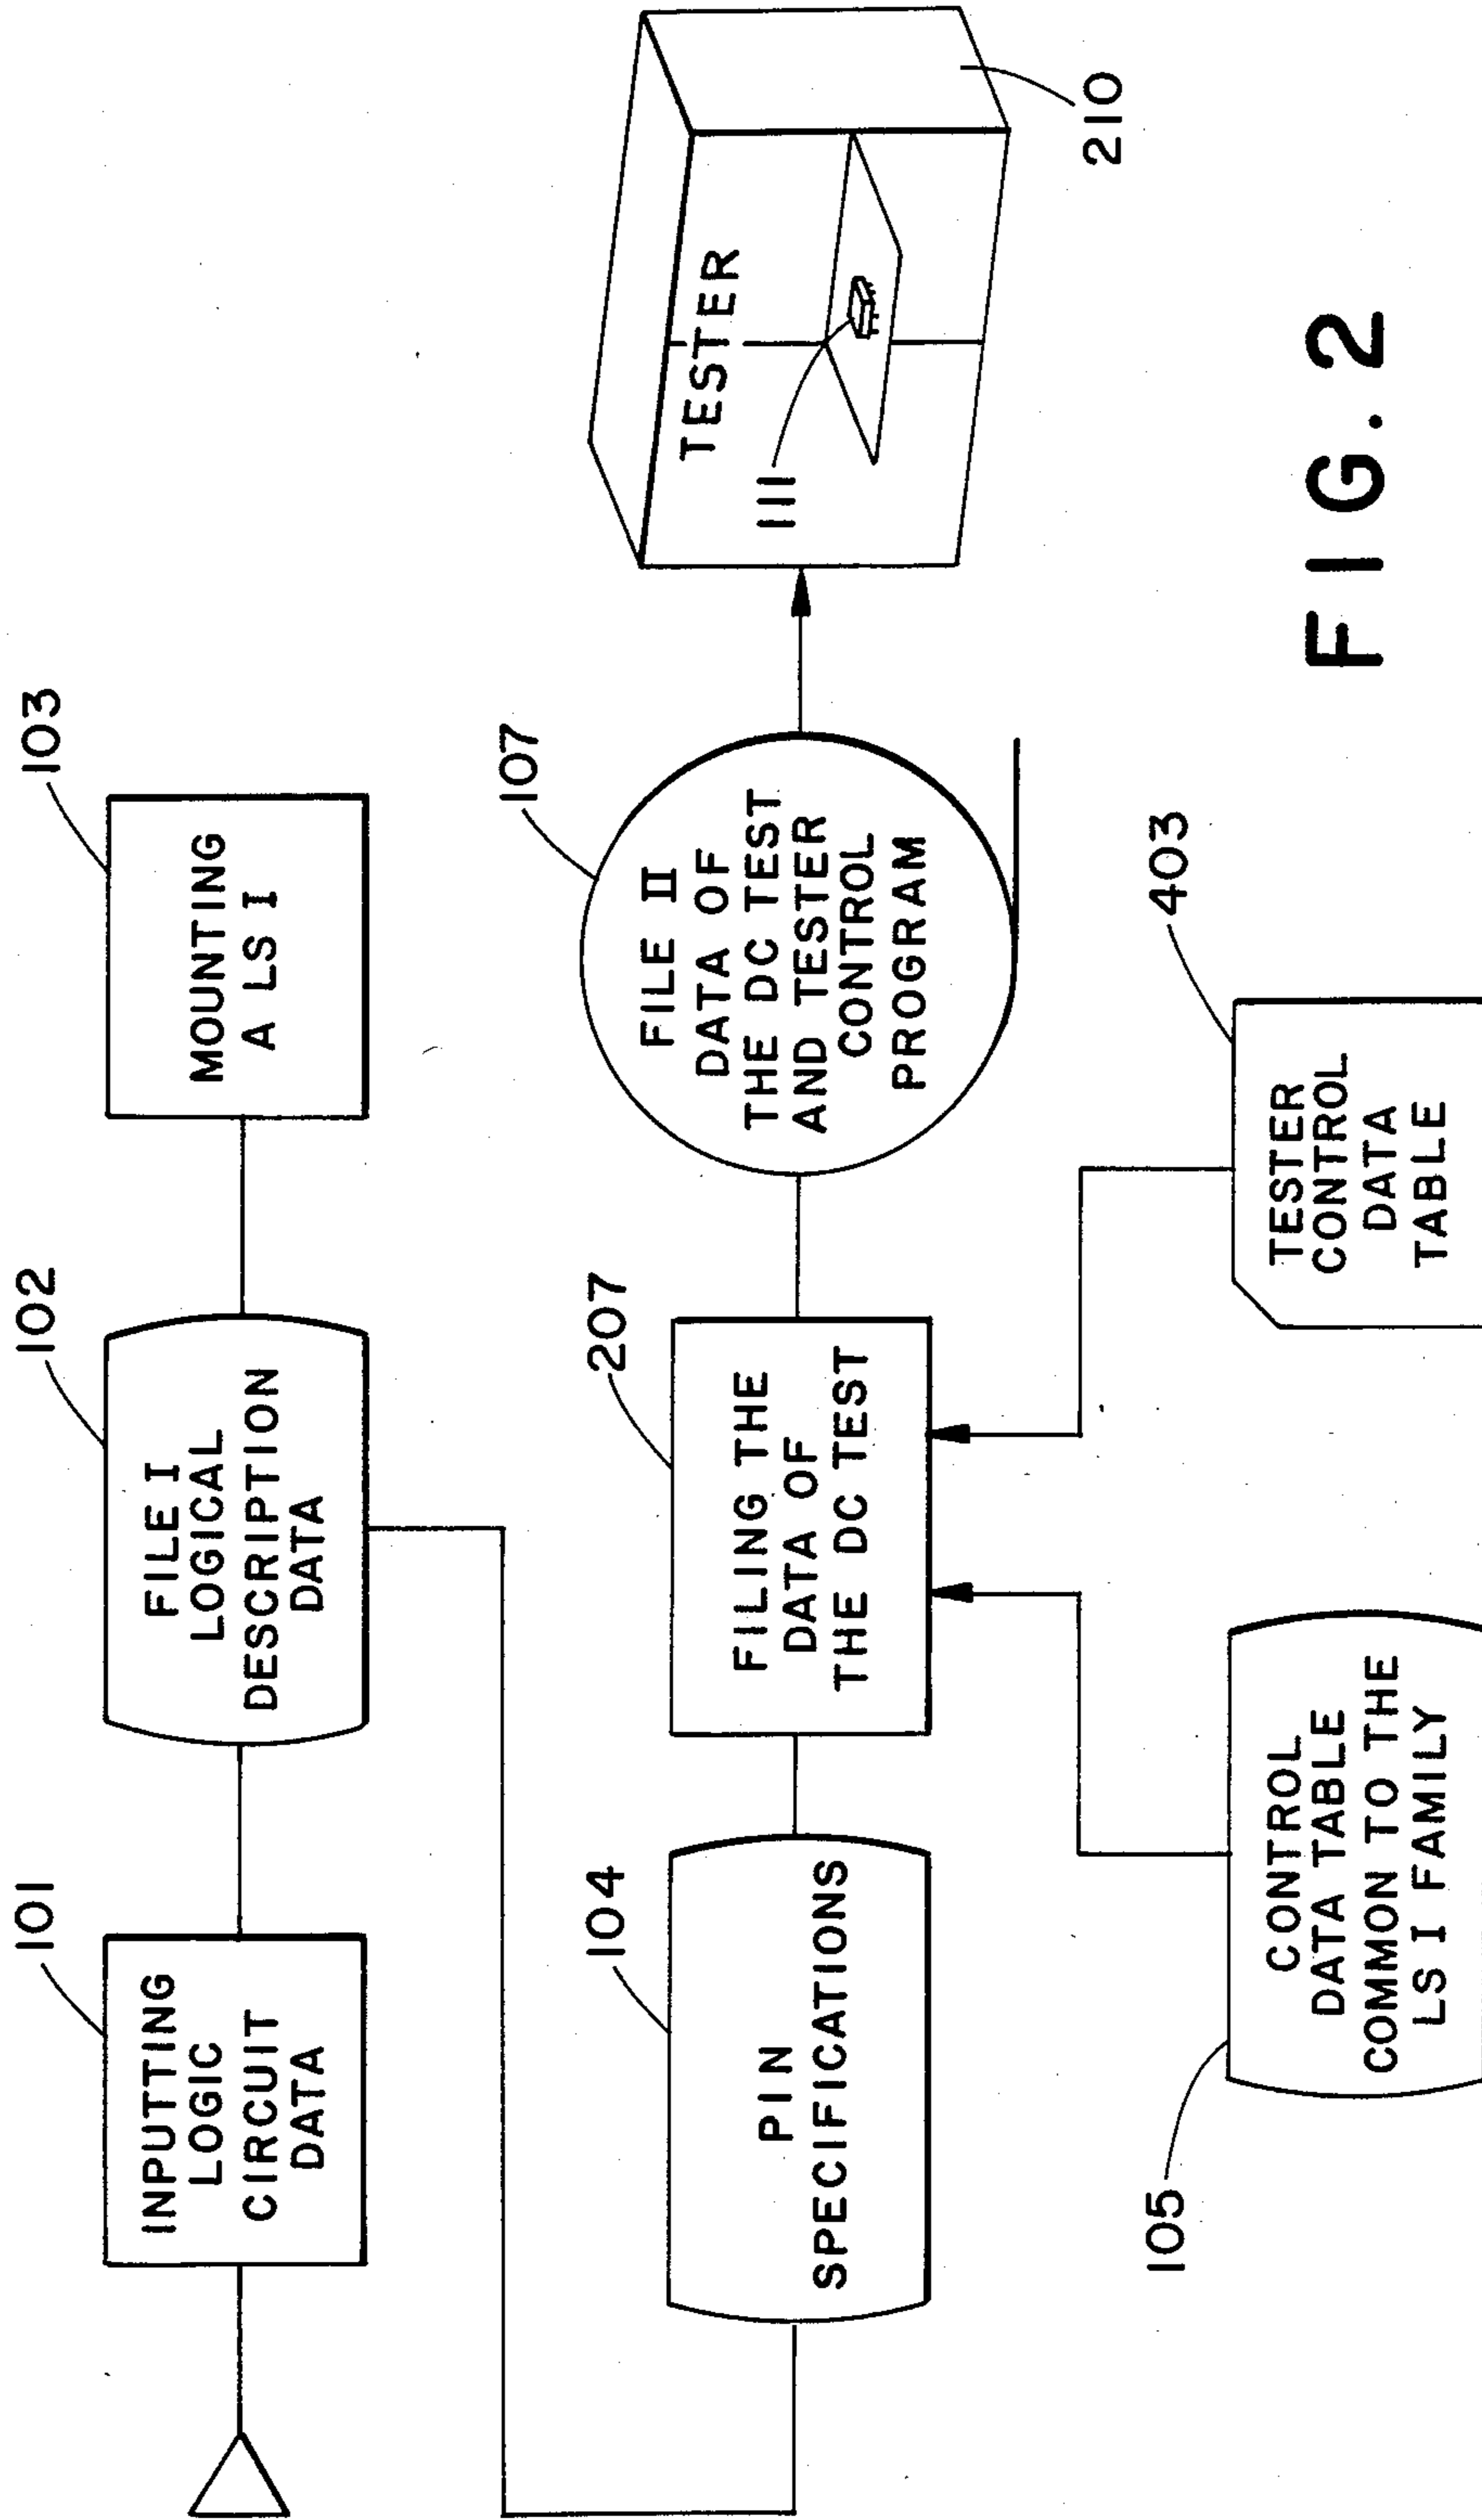 101
INPUTTING
LOGIC
CIRCUIT
DATA
102
FILE I
LOGICAL
DESCRIPTION
DATA
103
MOUNTING
A LSI
104
PIN
SPECIFICATIONS
207
FILING THE
DATA OF
THE DC TEST
107
FILE II
DATA OF
THE DC TEST
AND TESTER
CONTROL
PROGRAM
TESTER
111
210
105
CONTROL
DATA TABLE
COMMON TO THE
LSI FAMILY
403
TESTER
CONTROL
DATA
TABLE
FIG. 2